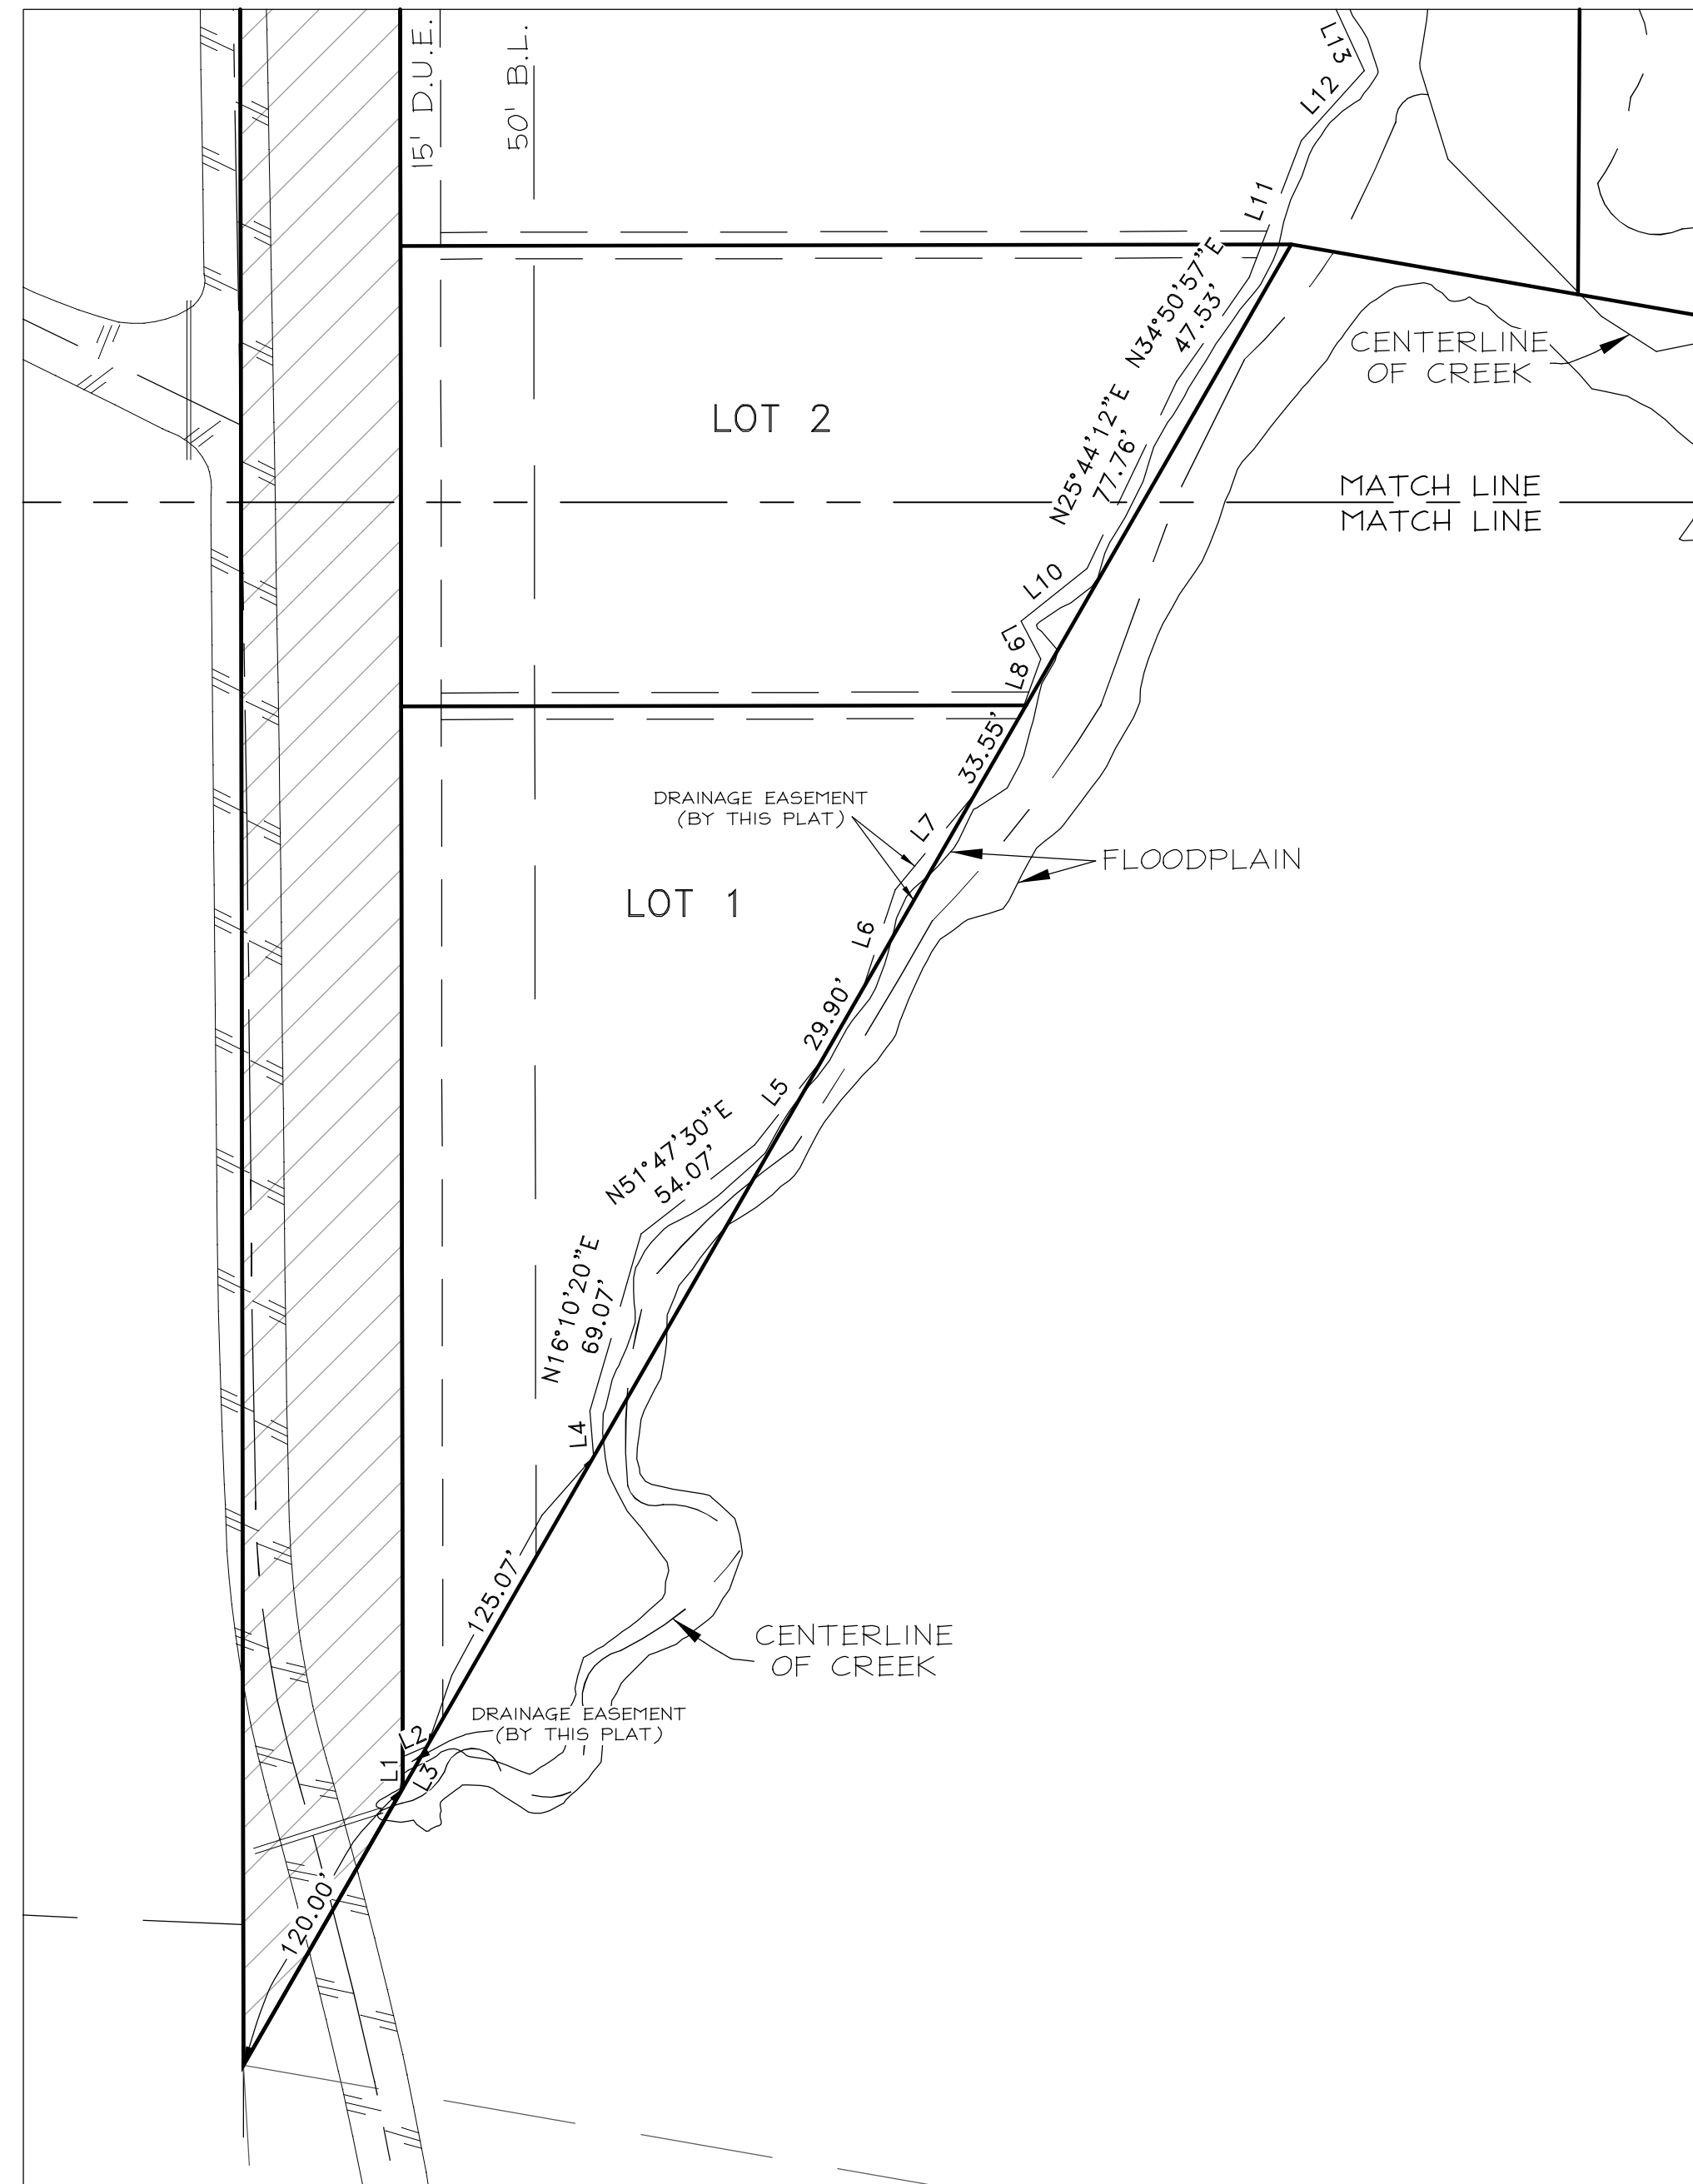 15' D.U.E.
50' B.L.
L13
L12
L11
N34°50'57"E
47.53'
CENTERLINE
OF CREEK
LOT 2
N25°44'12"E
77.76'
MATCH LINE
MATCH LINE
L10
L9
L8
33.55'
DRAINAGE EASEMENT
(BY THIS PLAT)
L7
FLOODPLAIN
LOT 1
L6
29.90'
L5
N51°47'30"E
54.07'
N16°10'20"E
69.07'
L4
125.07'
CENTERLINE
OF CREEK
DRAINAGE EASEMENT
(BY THIS PLAT)
L2
L1
L3
120.00'